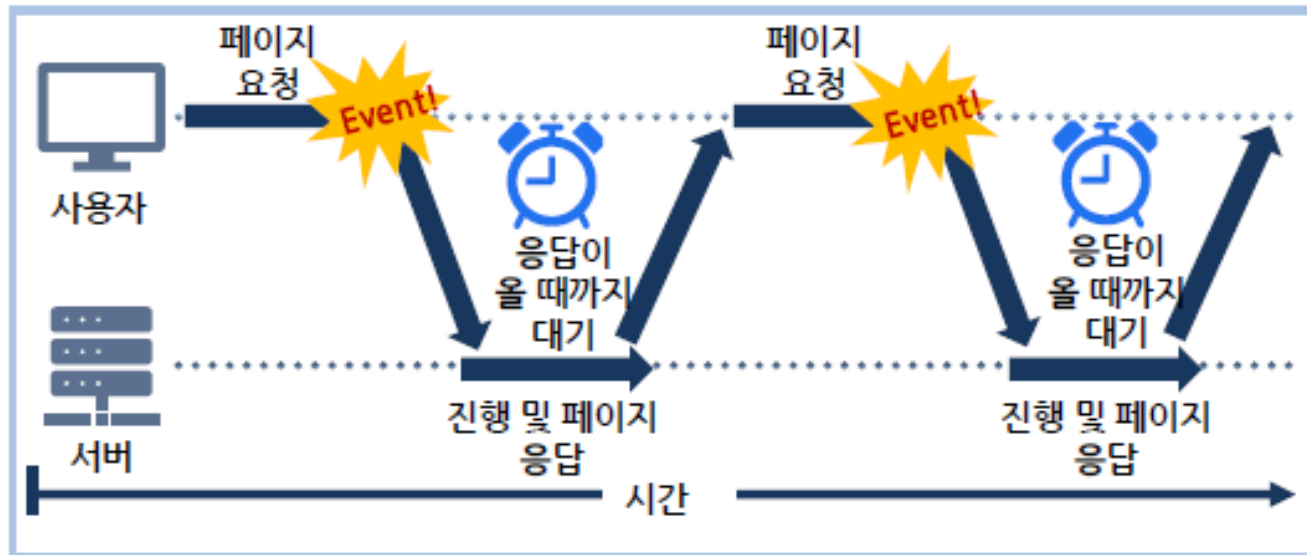 페이지
요청
Event!
페이지
요청
Event!
사용자
응답이
올 때까지
대기
응답이
올 때까지
대기
서버
진행 및 페이지
응답
진행 및 페이지
응답
시간